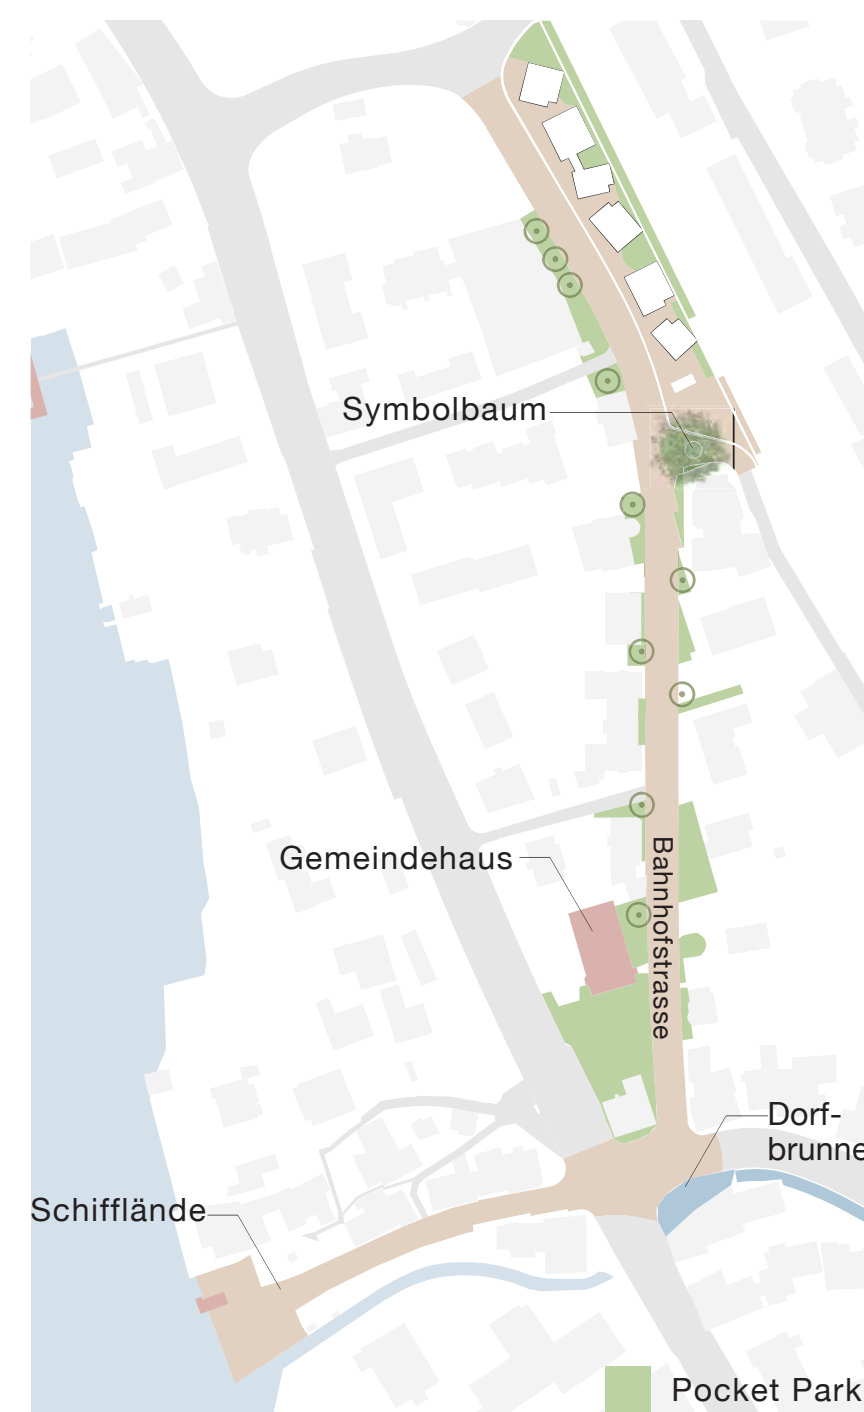 Symbolbaum
Gemeindehaus
Bahnhofstrasse
Dorf-
brunne
Schifflände
Pocket Park